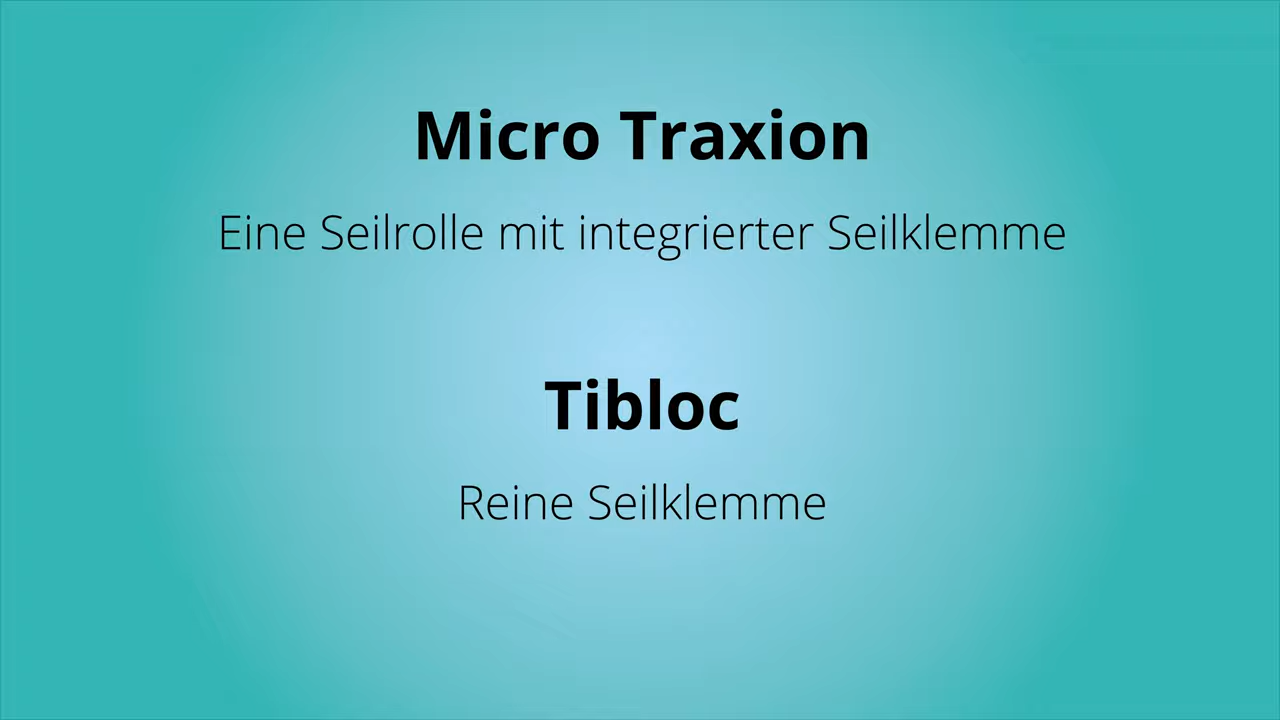 Micro Traxion
Eine Seilrolle mit integrierter Seilklemme
Tibloc
Reine Seilklemme